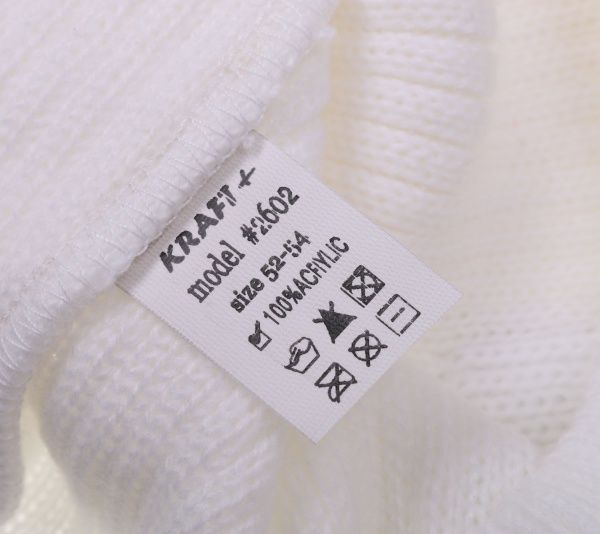 KRAFT+
model #2602
size 52-54
100%ACRYLIC